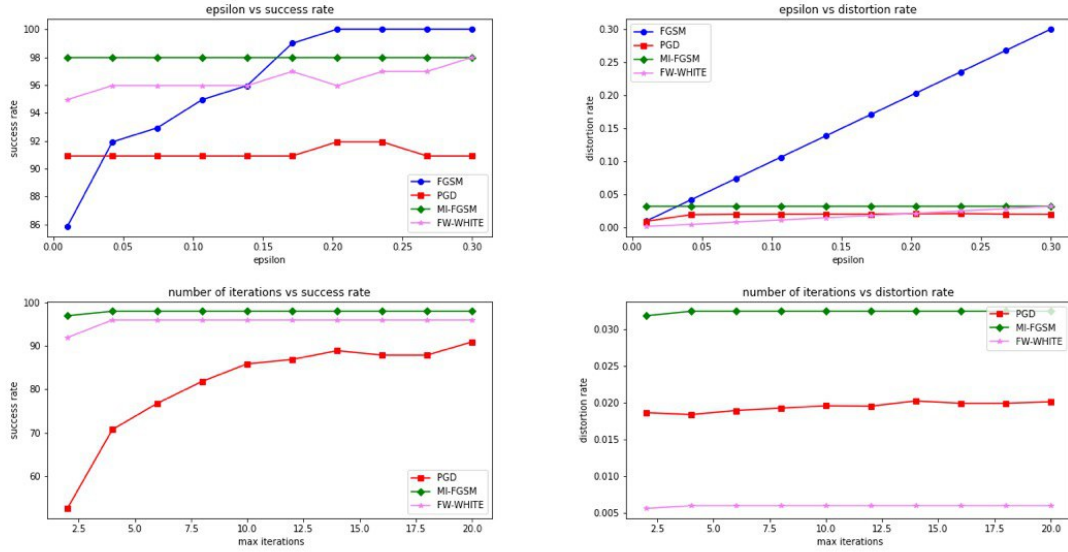 epsilon vs success rate
100
98
96
94
92
90
88
86
success rate
FGSM
PGD
MI-FGSM
FW-WHITE
0.00 0.05 0.10 0.15 0.20 0.25 0.30
epsilon
epsilon vs distortion rate
0.30
0.25
0.20
0.15
0.10
0.05
0.00
distortion rate
FGSM
PGD
MI-FGSM
FW-WHITE
0.00 0.05 0.10 0.15 0.20 0.25 0.30
epsilon
number of iterations vs success rate
100
90
80
70
60
success rate
PGD
MI-FGSM
FW-WHITE
2.5 5.0 7.5 10.0 12.5 15.0 17.5 20.0
max iterations
number of iterations vs distortion rate
0.030
0.025
0.020
0.015
0.010
0.005
distortion rate
PGD
MI-FGSM
FW-WHITE
2.5 5.0 7.5 10.0 12.5 15.0 17.5 20.0
max iterations